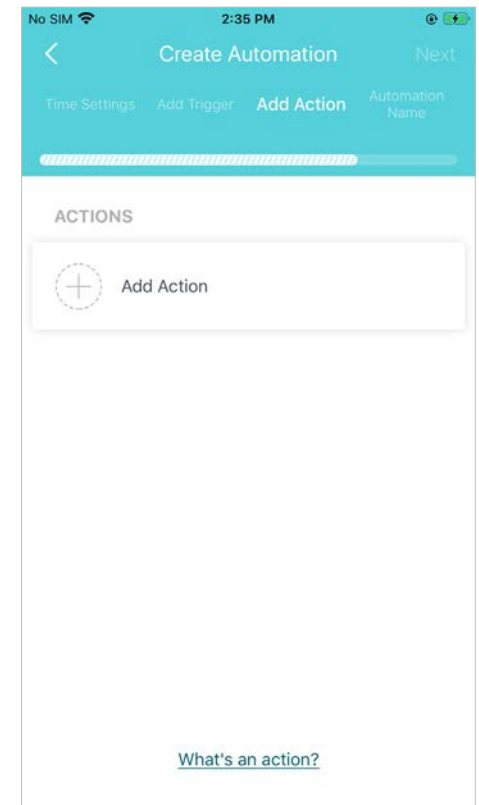 No SIM 2:35 PM
Create Automation Next
Time Settings Add Trigger Add Action Automation Name
ACTIONS
Add Action
What's an action?